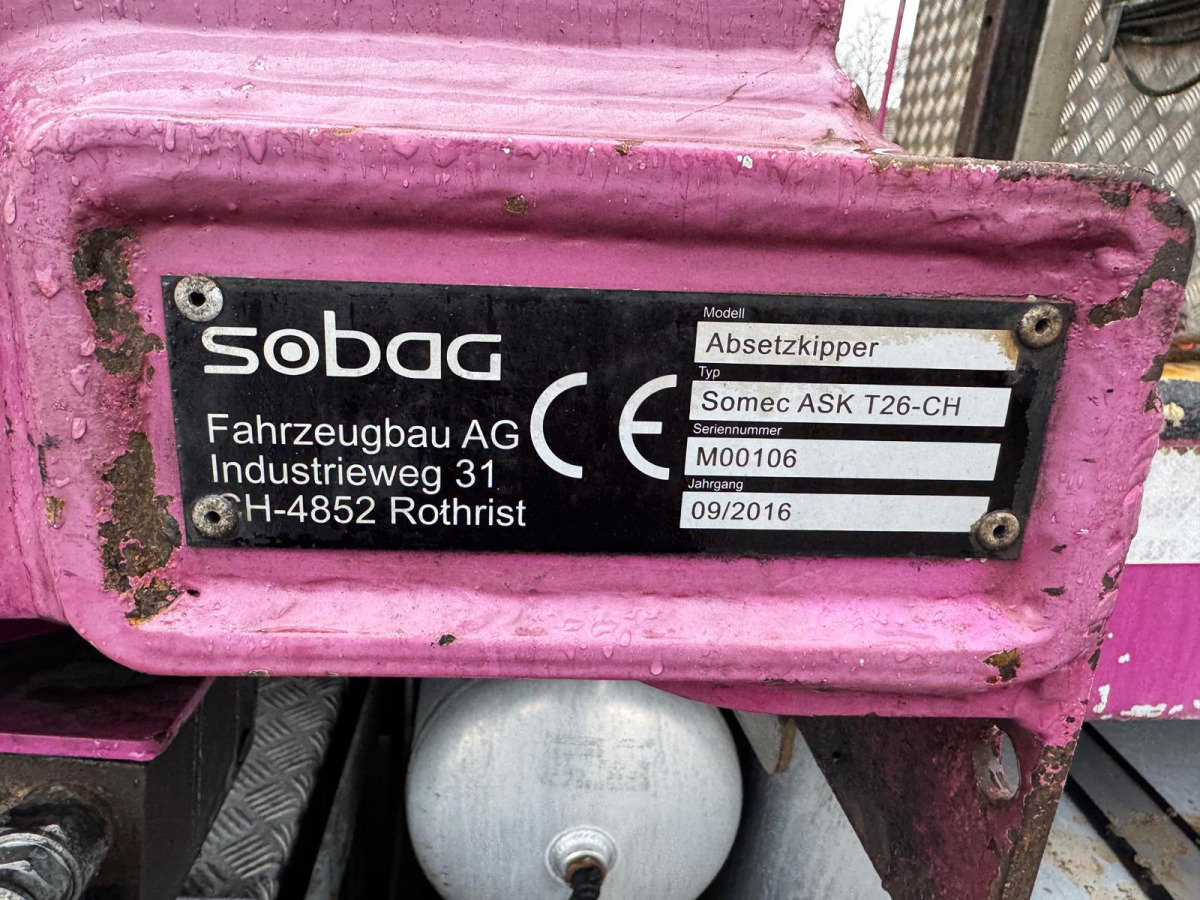 sobag
Fahrzeugbau AG
Industrieweg 31
CH-4852 Rothrist
CE
Modell
Absetzkipper
Typ
Somec ASK T26-CH
Seriennummer
M00106
Jahrgang
09/2016